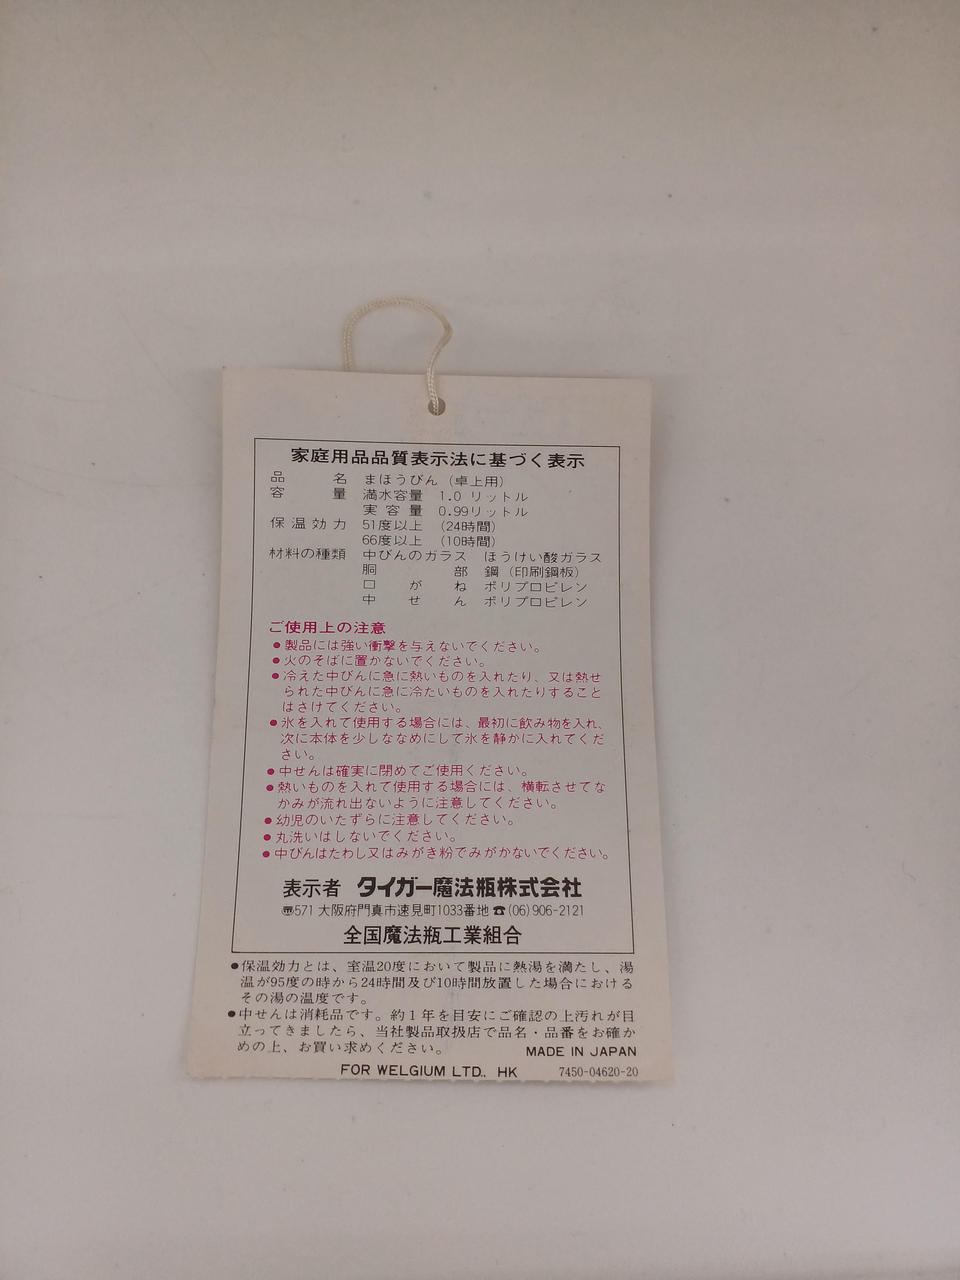 家庭用品品質表示法に基づく表示
品名 まほうびん（卓上用）
容量 満水容量 1.0 リットル
実容量 0.99リットル
保温効力 51度以上 （24時間）
66度以上 （10時間）
材料の種類 中びんのガラス ほうけい酸ガラス
胴部 鋼（印刷鋼板）
口がね ポリプロピレン
中せん ポリプロピレン
ご使用上の注意
●製品には強い衝撃を与えないでください。
●火のそばに置かないでください。
●冷えた中びんに急に熱いものを入れたり、又は熱せ
られた中びんに急に冷たいものを入れたりすること
はさけてください。
●氷を入れて使用する場合には、最初に飲み物を入れ、
次に本体を少しななめにして氷を静かに入れてくだ
さい。
●中せんは確実に閉めてご使用ください。
●熱いものを入れて使用する場合には、横転させてな
かみが流れ出ないように注意してください。
●幼児のいたずらに注意してください。
●丸洗いはしないでください。
●中びんはたわし又はみがき粉でみがかないでください。
表示者 タイガー魔法瓶株式会社
〠571 大阪府門真市速見町1033番地 ☎(06)906-2121
全国魔法瓶工業組合
●保温効力とは、室温20度において製品に熱湯を満たし、湯
温が95度の時から24時間及び10時間放置した場合における
その湯の温度です。
●中せんは消耗品です。約1年を目安にご確認の上汚れが目
立ってきましたら、当社製品取扱店で品名・品番をお確か
めの上、お買い求めください。
MADE IN JAPAN
FOR WELGIUM LTD., HK 7450-04620-20